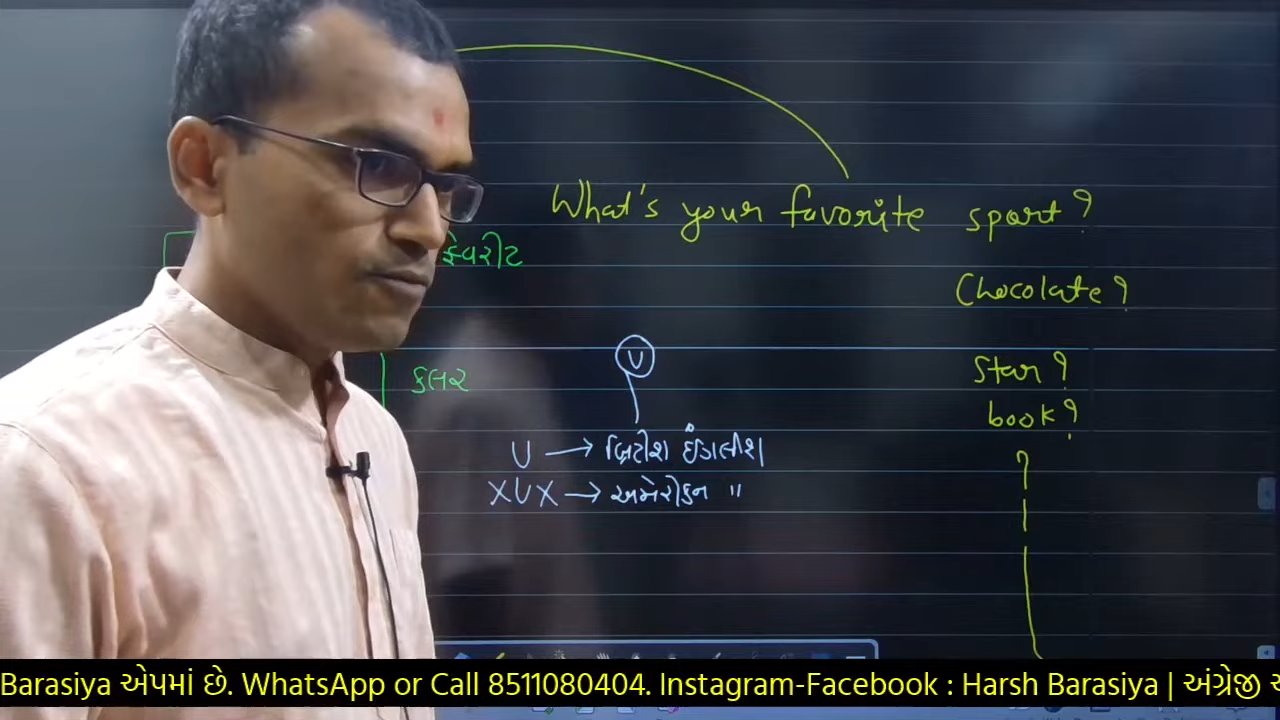 What's your favorite sport?
ફેવરીટ
Chocolate?
U
Star?
કલર
book?
U → બ્રિટીશ ઈંગ્લીશ
XUX → અમેરીકન "
Barasiya એપમાં છે. WhatsApp or Call 8511080404. Instagram-Facebook : Harsh Barasiya | અંગ્રેજી